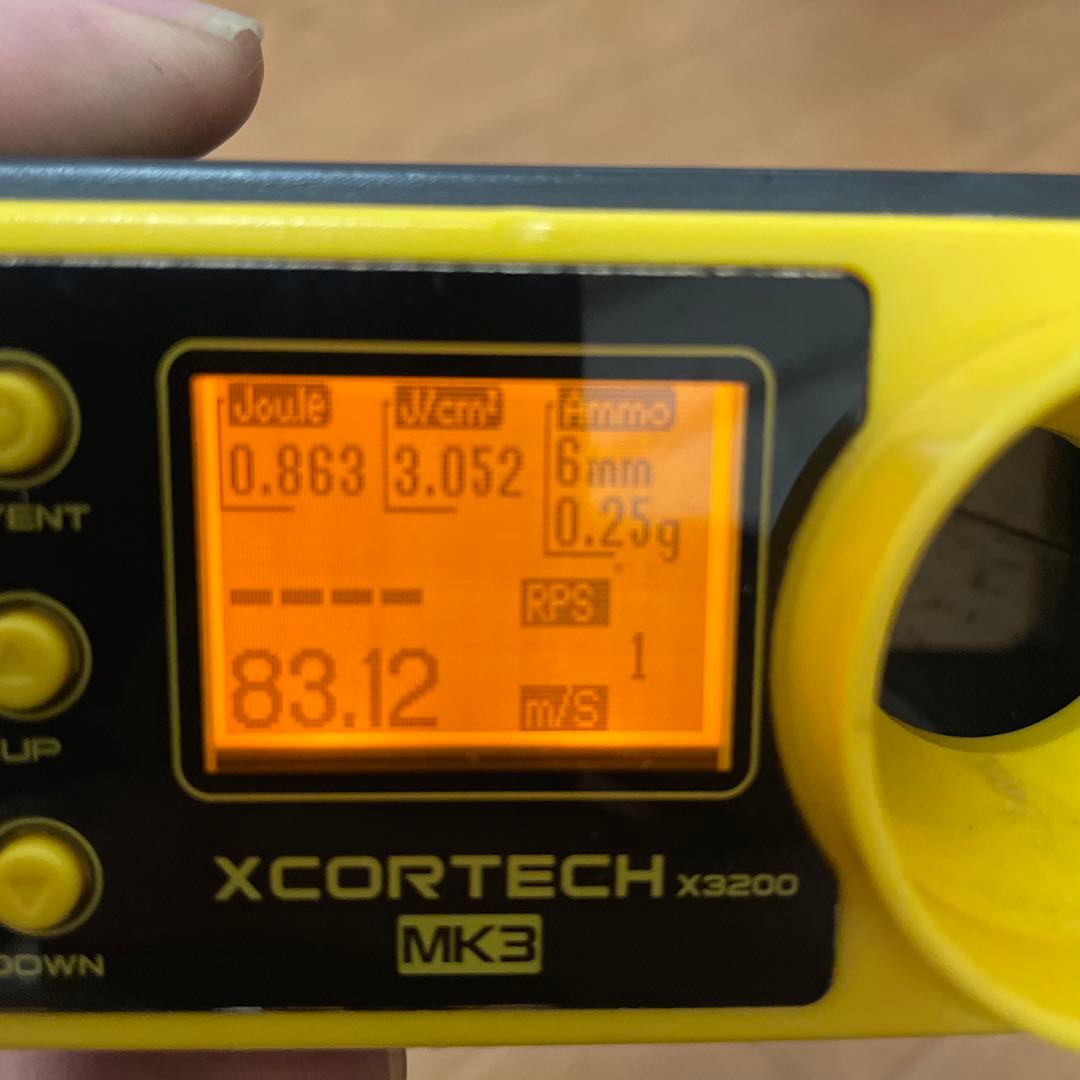 Joule J/cm² Ammo
0.863 3.052 6mm
0.25g
---- RPS
1
83.12 m/S
UP
DOWN
XCORTECH X3200
MK3